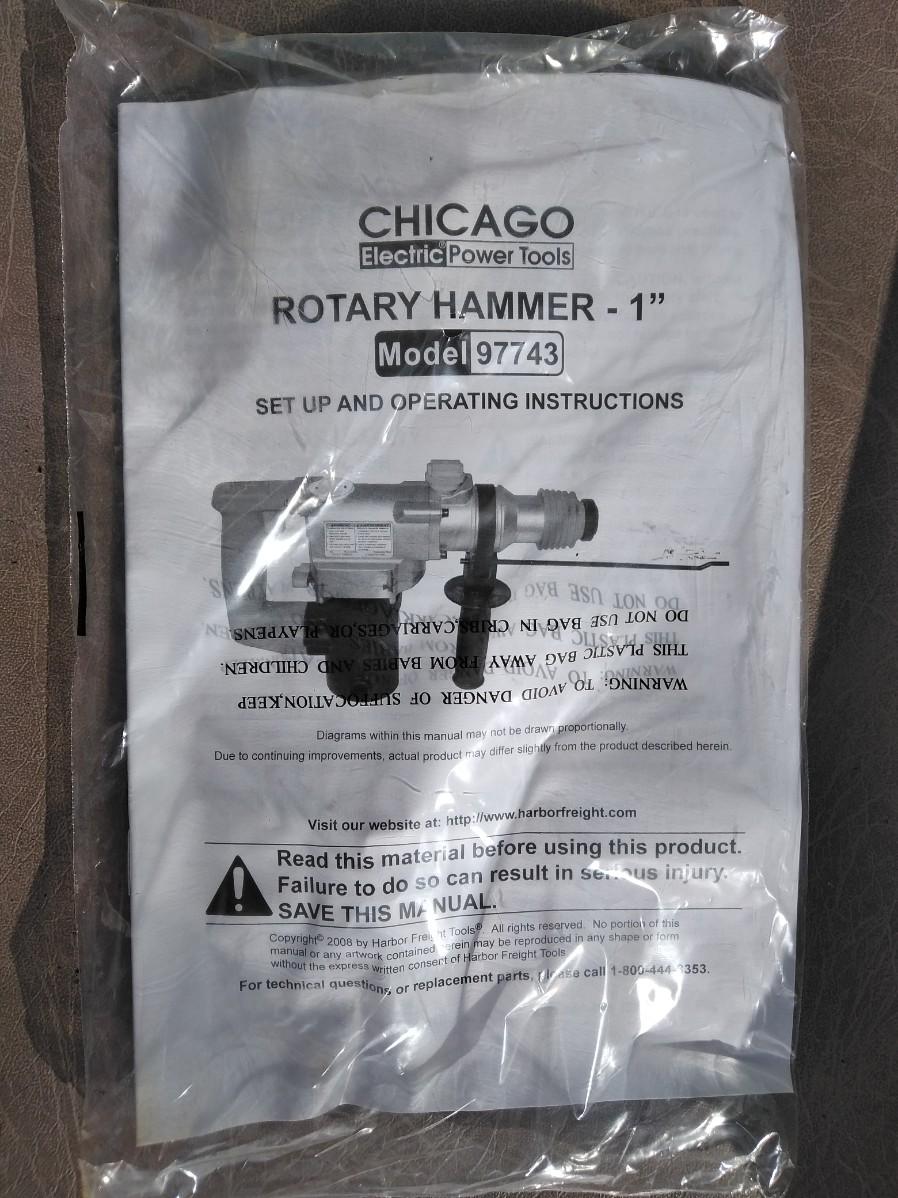 CHICAGO
Electric® Power Tools
ROTARY HAMMER - 1”
Model 97743
SET UP AND OPERATING INSTRUCTIONS
WARNING: TO AVOID DANGER OF SUFFOCATION,KEEP
THIS PLASTIC BAG AWAY FROM BABIES AND CHILDREN.
DO NOT USE BAG IN CRIBS,CARRIAGES,OR PLAYPENS.
Diagrams within this manual may not be drawn proportionally.
Due to continuing improvements, actual product may differ slightly from the product described herein.
Visit our website at: http://www.harborfreight.com
Read this material before using this product.
Failure to do so can result in serious injury.
SAVE THIS MANUAL.
Copyright© 2008 by Harbor Freight Tools®. All rights reserved. No portion of this
manual or any artwork contained herein may be reproduced in any shape or form
without the express written consent of Harbor Freight Tools.
For technical questions or replacement parts, please call 1-800-444-3353.